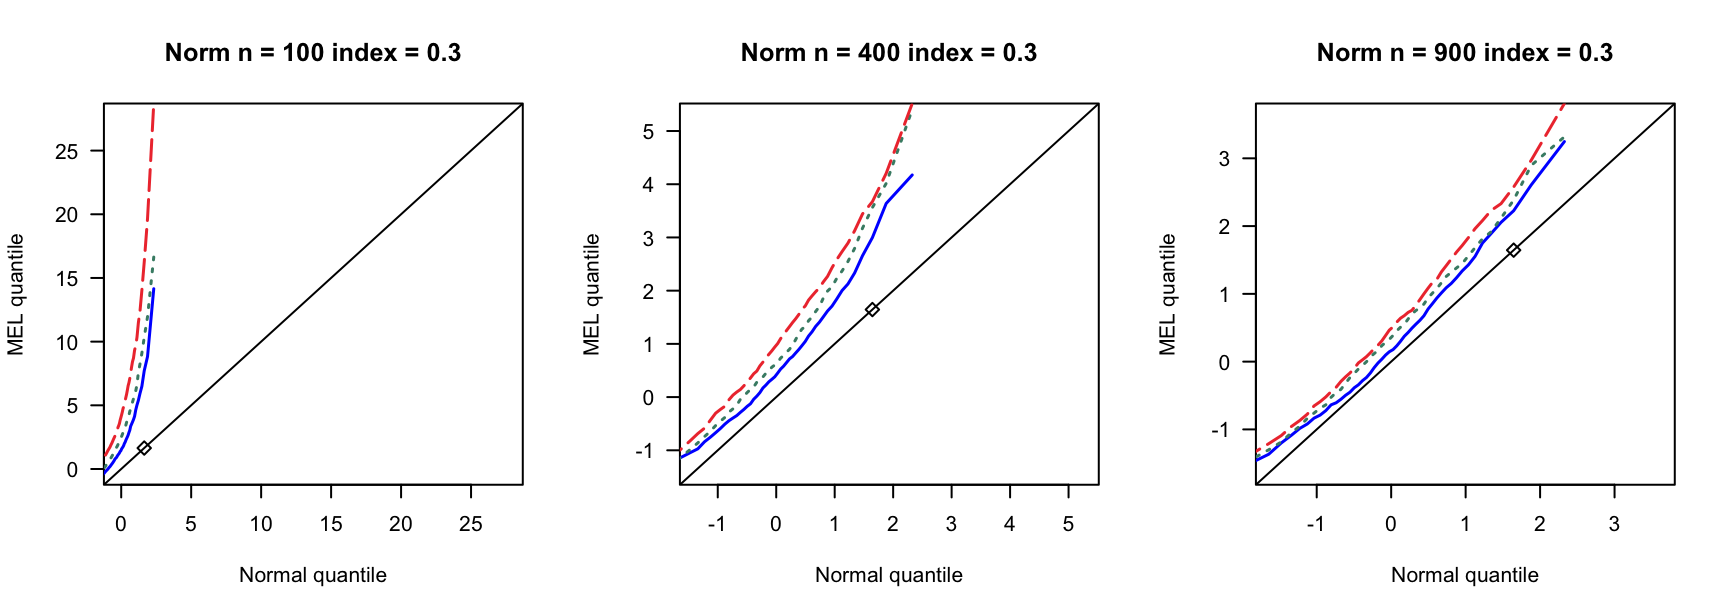 Norm n = 100 index = 0.3
MEL quantile
25
20
15
10
5
0
0 5 10 15 20 25
Normal quantile
Norm n = 400 index = 0.3
MEL quantile
5
4
3
2
1
0
-1
-1 0 1 2 3 4 5
Normal quantile
Norm n = 900 index = 0.3
MEL quantile
3
2
1
0
-1
-1 0 1 2 3
Normal quantile